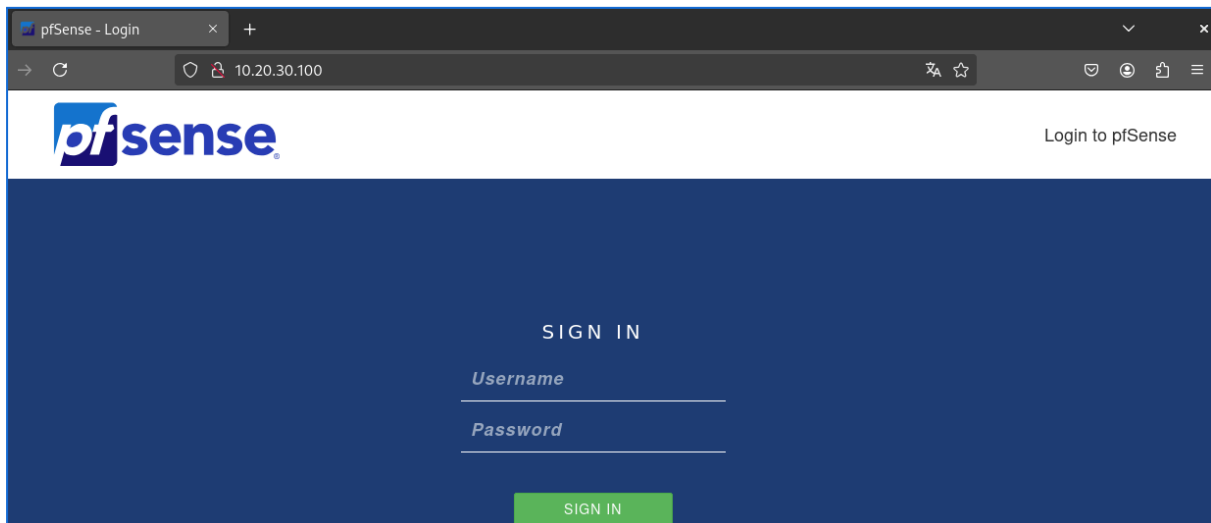 pfSense - Login
10.20.30.100
pfsense®
Login to pfSense
SIGN IN
Username
Password
SIGN IN